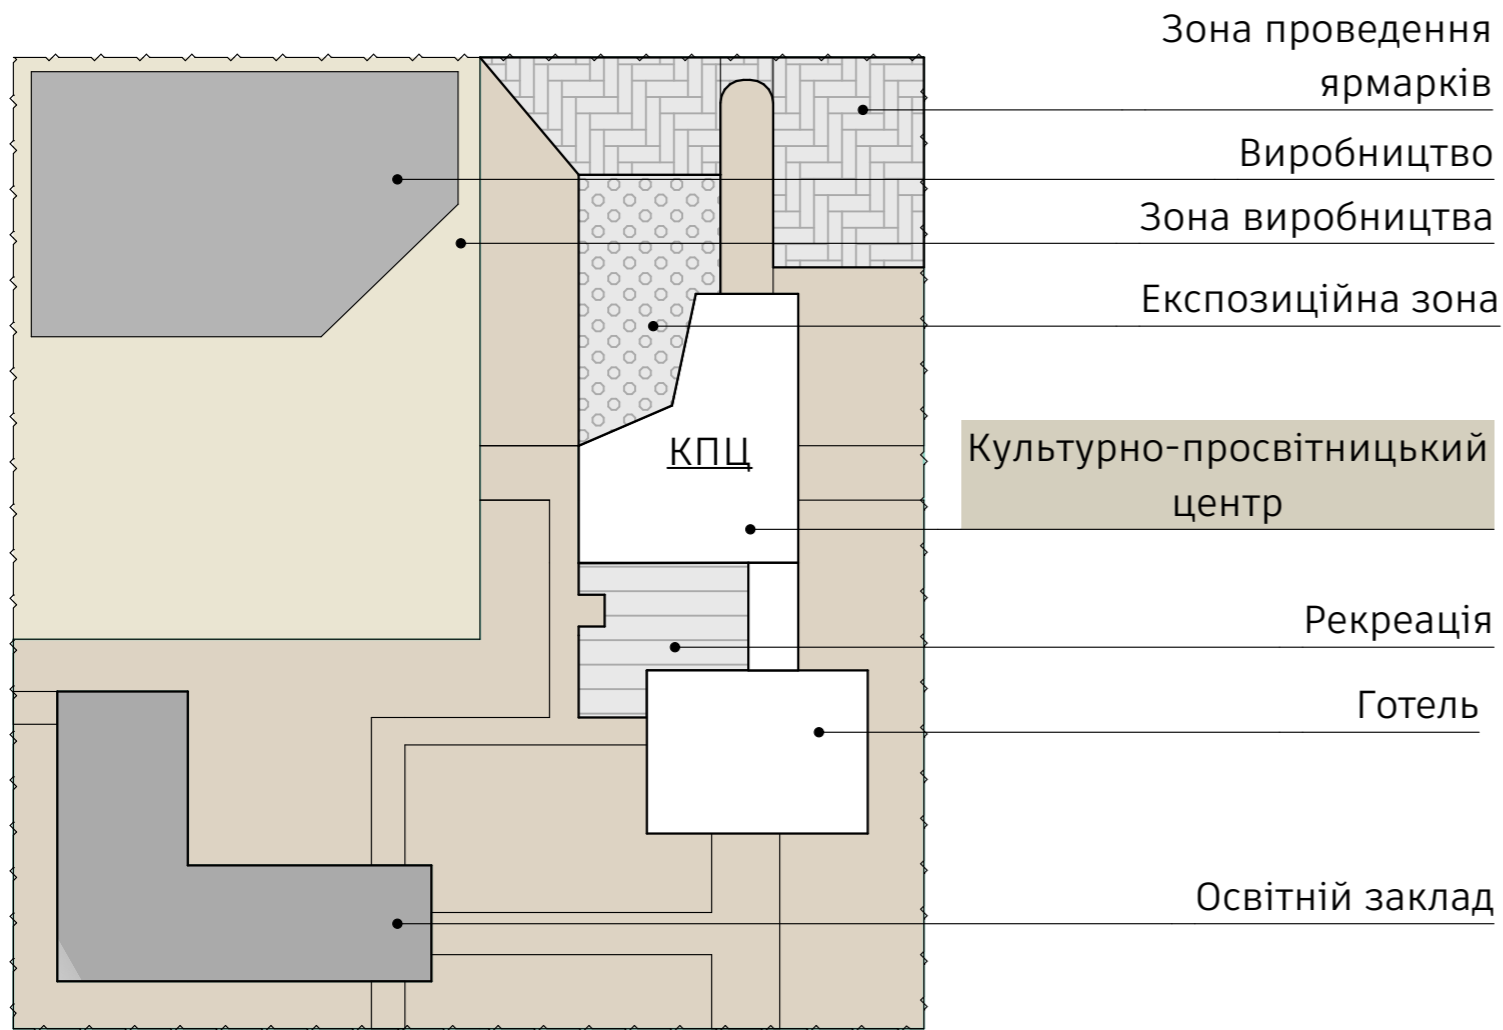 Зона проведення
ярмарків
Виробництво
Зона виробництва
Експозиційна зона
КПЦ
Культурно-просвітницький
центр
Рекреація
Готель
Освітній заклад